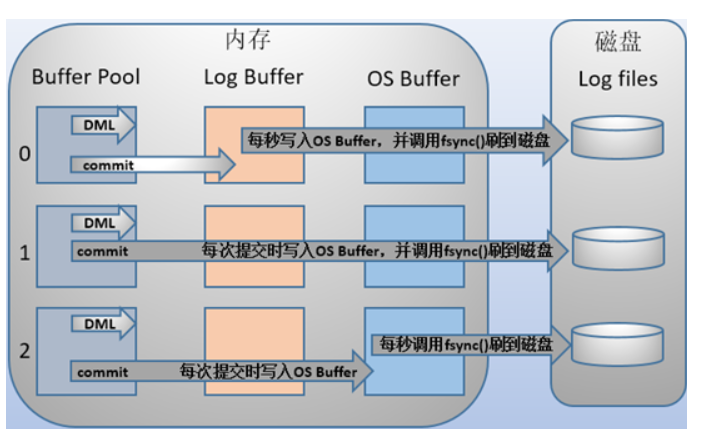 内存
磁盘
Buffer Pool
Log Buffer
OS Buffer
Log files
0
DML
commit
每秒写入OS Buffer，并调用fsync()刷到磁盘
1
DML
commit
每次提交时写入OS Buffer，并调用fsync()刷到磁盘
2
DML
commit
每次提交时写入OS Buffer
每秒调用fsync()刷到磁盘